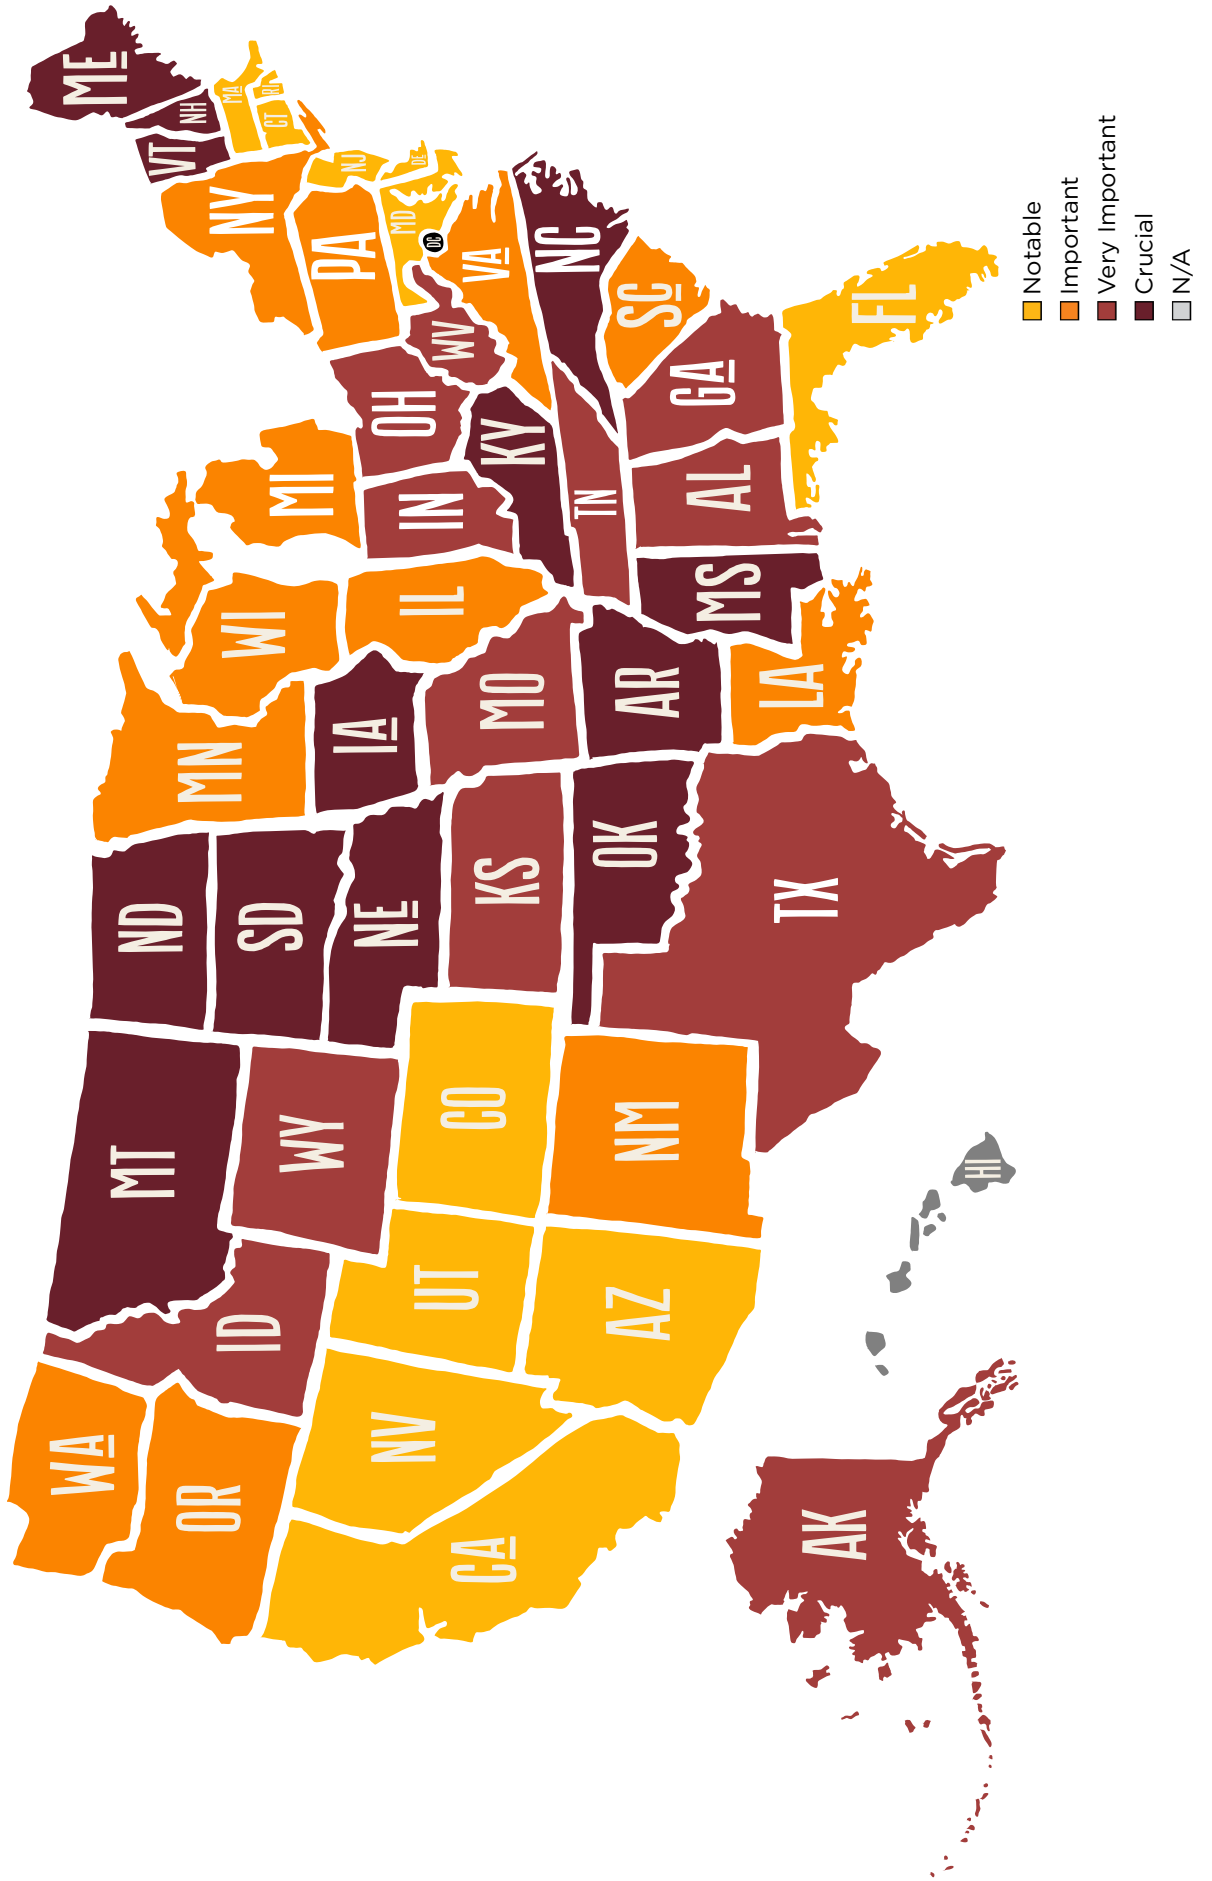 ME
VT
NH
MA
RI
CT
NY
NJ
PA
DE
MD
DC
WV
VA
NC
SC
GA
FL
OH
KY
TN
AL
MI
IN
MS
WI
IL
MN
IA
MO
AR
LA
ND
SD
NE
KS
OK
TX
MT
WY
CO
NM
ID
UT
AZ
WA
OR
NV
CA
AK
HI
Notable
Important
Very Important
Crucial
N/A